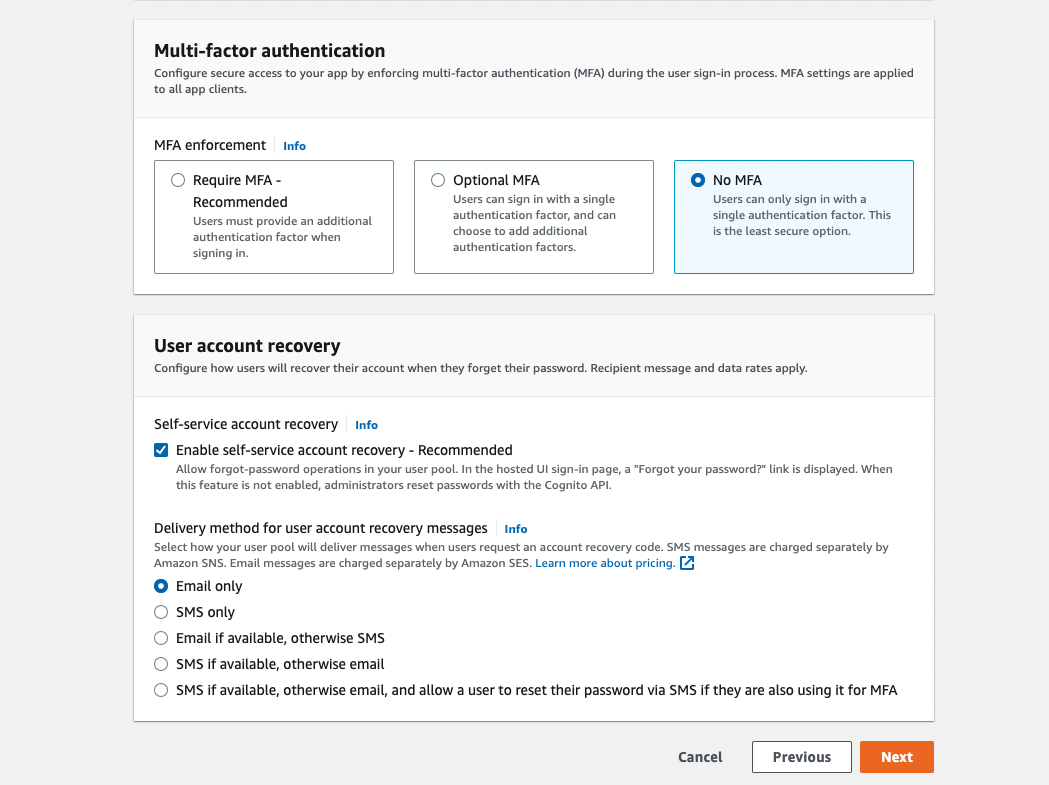 Multi-factor authentication
Configure secure access to your app by enforcing multi-factor authentication (MFA) during the user sign-in process. MFA settings are applied
to all app clients.
MFA enforcement Info
Require MFA -
Recommended
Users must provide an additional
authentication factor when
signing in.
Optional MFA
Users can sign in with a single
authentication factor, and can
choose to add additional
authentication factors.
No MFA
Users can only sign in with a
single authentication factor. This
is the least secure option.
User account recovery
Configure how users will recover their account when they forget their password. Recipient message and data rates apply.
Self-service account recovery Info
Enable self-service account recovery - Recommended
Allow forgot-password operations in your user pool. In the hosted UI sign-in page, a "Forgot your password?" link is displayed. When
this feature is not enabled, administrators reset passwords with the Cognito API.
Delivery method for user account recovery messages Info
Select how your user pool will deliver messages when users request an account recovery code. SMS messages are charged separately by
Amazon SNS. Email messages are charged separately by Amazon SES. Learn more about pricing.
Email only
SMS only
Email if available, otherwise SMS
SMS if available, otherwise email
SMS if available, otherwise email, and allow a user to reset their password via SMS if they are also using it for MFA
Cancel Previous Next